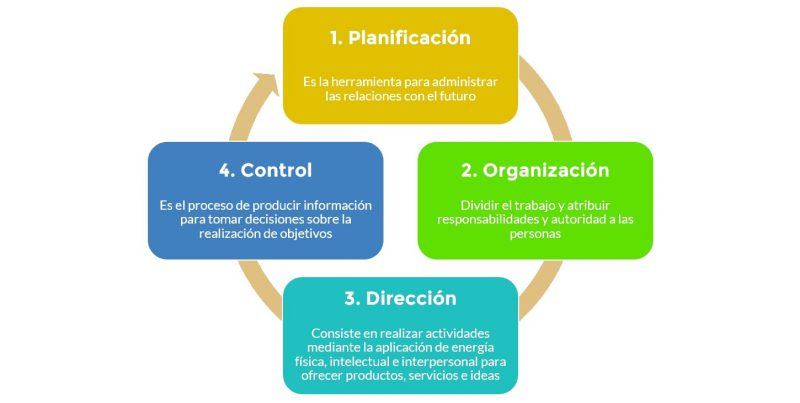 1. Planificación
Es la herramienta para administrar
las relaciones con el futuro
2. Organización
Dividir el trabajo y atribuir
responsabilidades y autoridad a las
personas
3. Dirección
Consiste en realizar actividades
mediante la aplicación de energía
física, intelectual e interpersonal para
ofrecer productos, servicios e ideas
4. Control
Es el proceso de producir información
para tomar decisiones sobre la
realización de objetivos